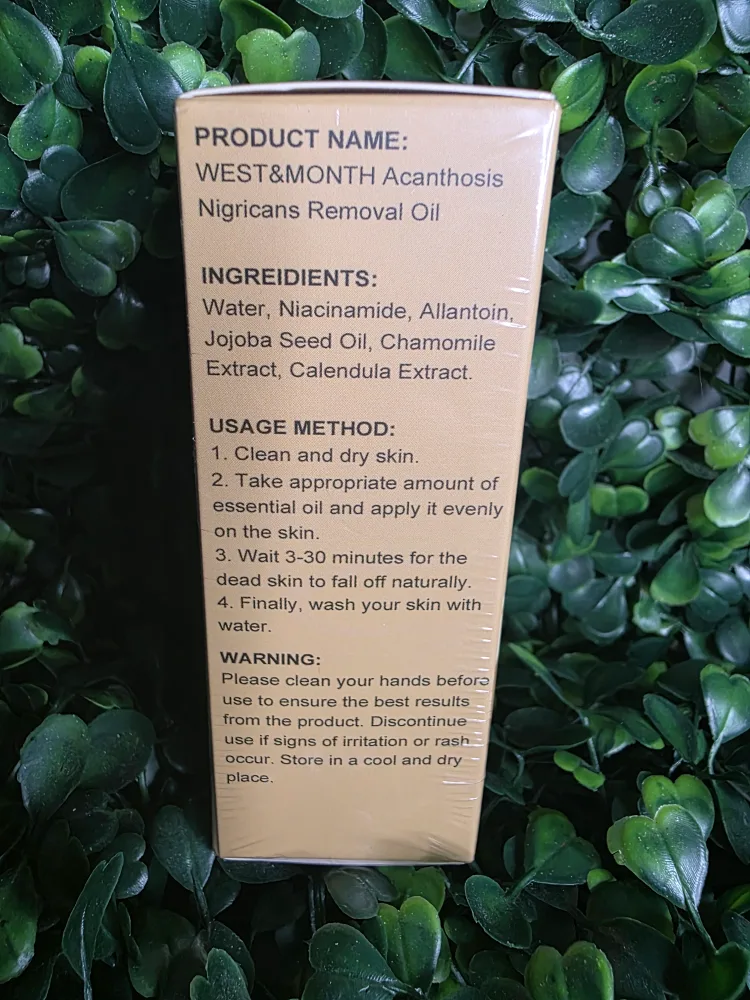 PRODUCT NAME:
WEST&MONTH Acanthosis
Nigricans Removal Oil
INGREIDIENTS:
Water, Niacinamide, Allantoin,
Jojoba Seed Oil, Chamomile
Extract, Calendula Extract.
USAGE METHOD:
1. Clean and dry skin.
2. Take appropriate amount of
essential oil and apply it evenly
on the skin.
3. Wait 3-30 minutes for the
dead skin to fall off naturally.
4. Finally, wash your skin with
water.
WARNING:
Please clean your hands before
use to ensure the best results
from the product. Discontinue
use if signs of irritation or rash
occur. Store in a cool and dry
place.